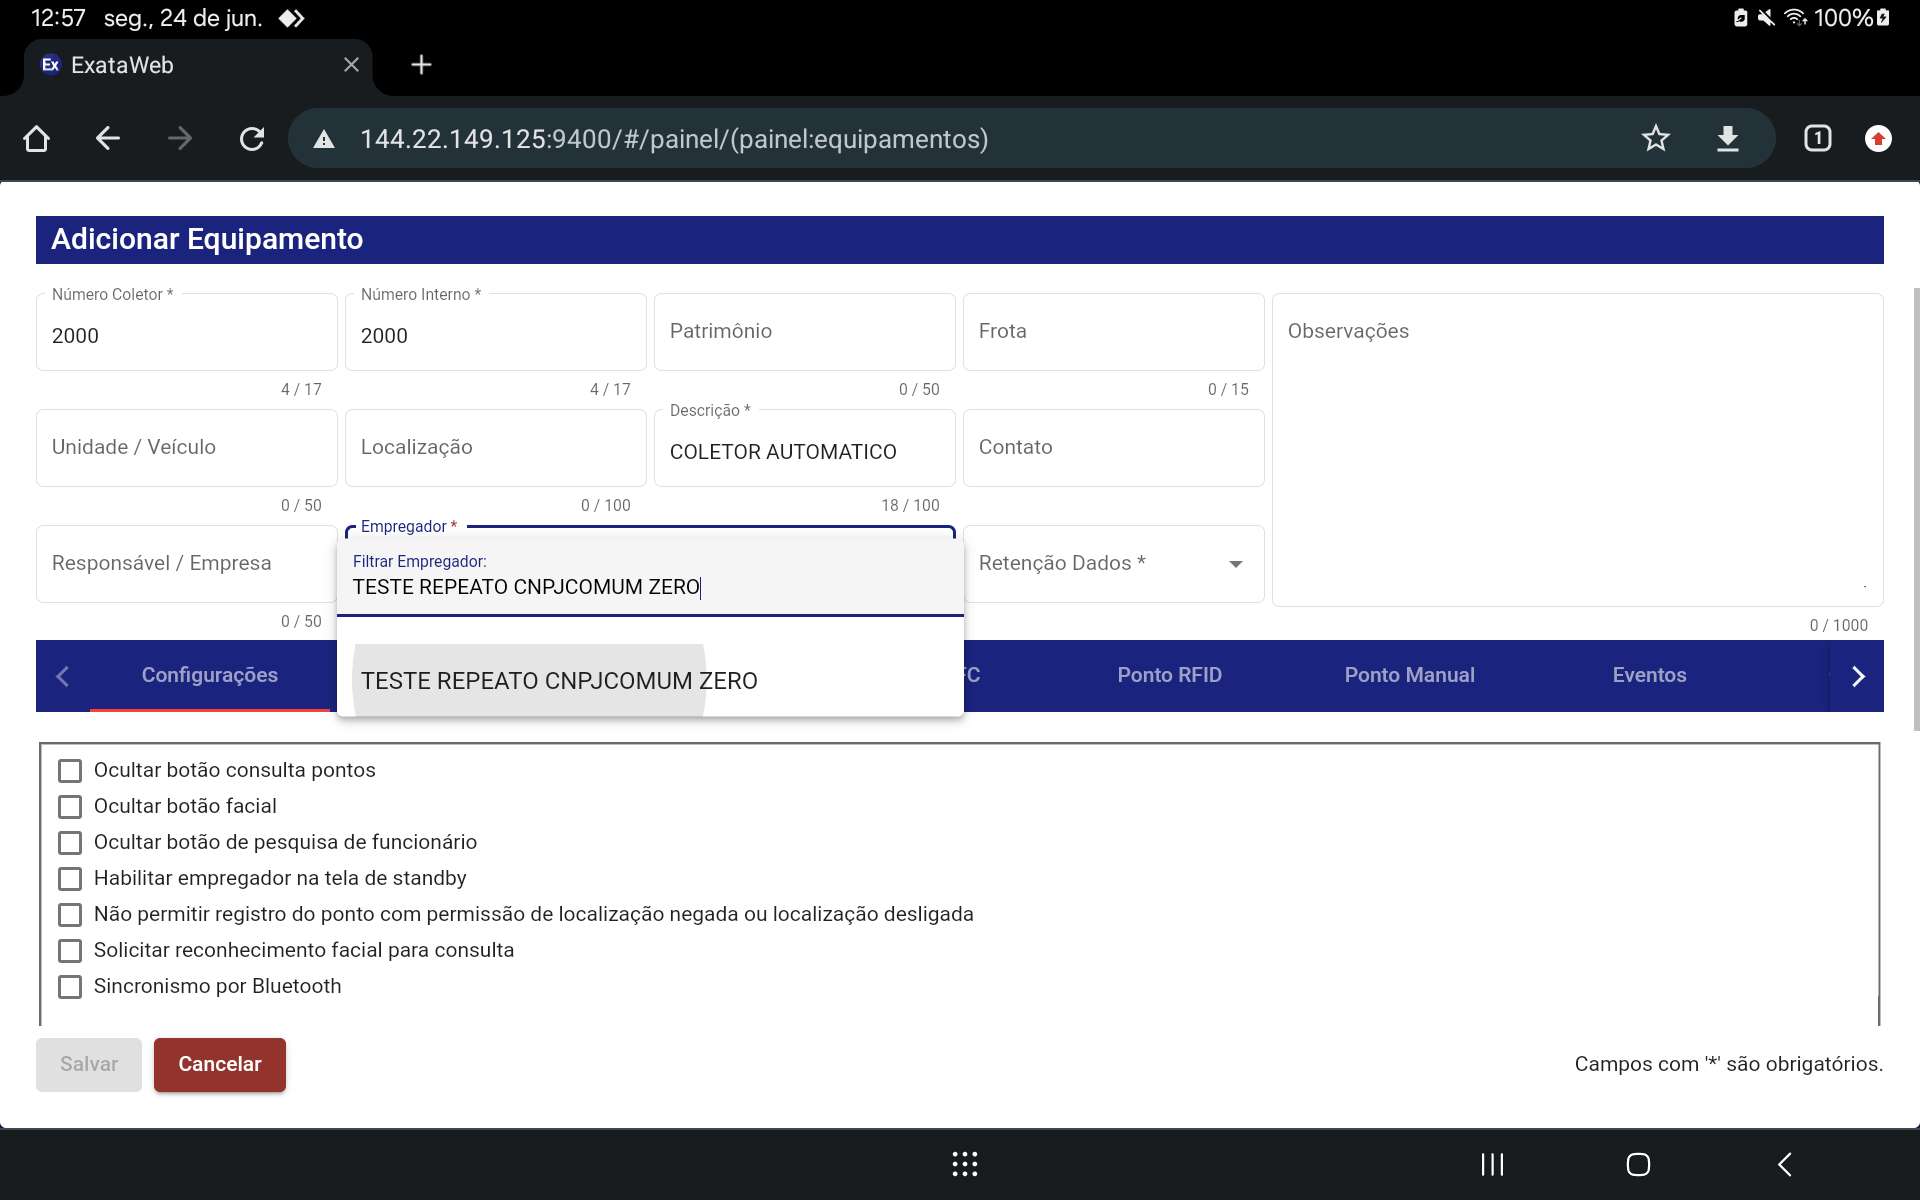 12:57 seg., 24 de jun. 100%
Ex ExataWeb
144.22.149.125:9400/#/painel/(painel:equipamentos) 1
Adicionar Equipamento
Número Coletor * Número Interno *
2000 2000 Patrimônio Frota Observações
4 / 17 4 / 17 0 / 50 0 / 15
Descrição *
Unidade / Veículo Localização COLETOR AUTOMATICO Contato
0 / 50 0 / 100 18 / 100
Empregador *
Filtrar Empregador:
Responsável / Empresa TESTE REPEATO CNPJCOMUM ZERO Retenção Dados *
0 / 50 0 / 1000
TESTE REPEATO CNPJCOMUM ZERO
Configurações FC Ponto RFID Ponto Manual Eventos
Ocultar botão consulta pontos
Ocultar botão facial
Ocultar botão de pesquisa de funcionário
Habilitar empregador na tela de standby
Não permitir registro do ponto com permissão de localização negada ou localização desligada
Solicitar reconhecimento facial para consulta
Sincronismo por Bluetooth
Salvar Cancelar Campos com '*' são obrigatórios.